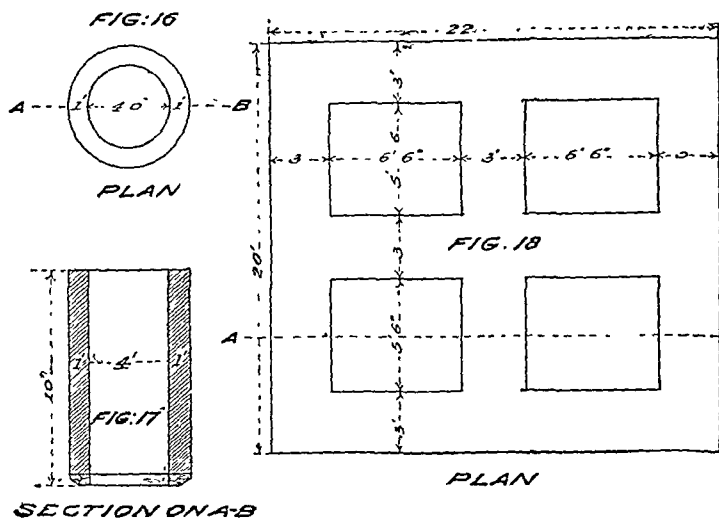 FIG:16
A 1' 4'0" 1' B
PLAN
10'
1' 4' 1'
FIG:17
SECTION ON A-B
22
20'
3'
6
5'
3 6' 6" 3' 6' 6"
3
FIG. 18
A
5 6"
3'
PLAN